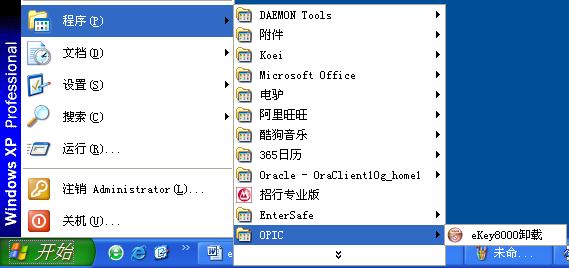 Windows XP Professional
程序(P)
文档(D)
设置(S)
搜索(C)
运行(R)...
注销 Administrator(L)...
关机(U)...
DAEMON Tools
附件
Koei
Microsoft Office
电驴
阿里旺旺
酷狗音乐
365日历
Oracle - OraClient10g_home1
招行专业版
EnterSafe
OPIC
eKey8000卸载
开始
e
未命...